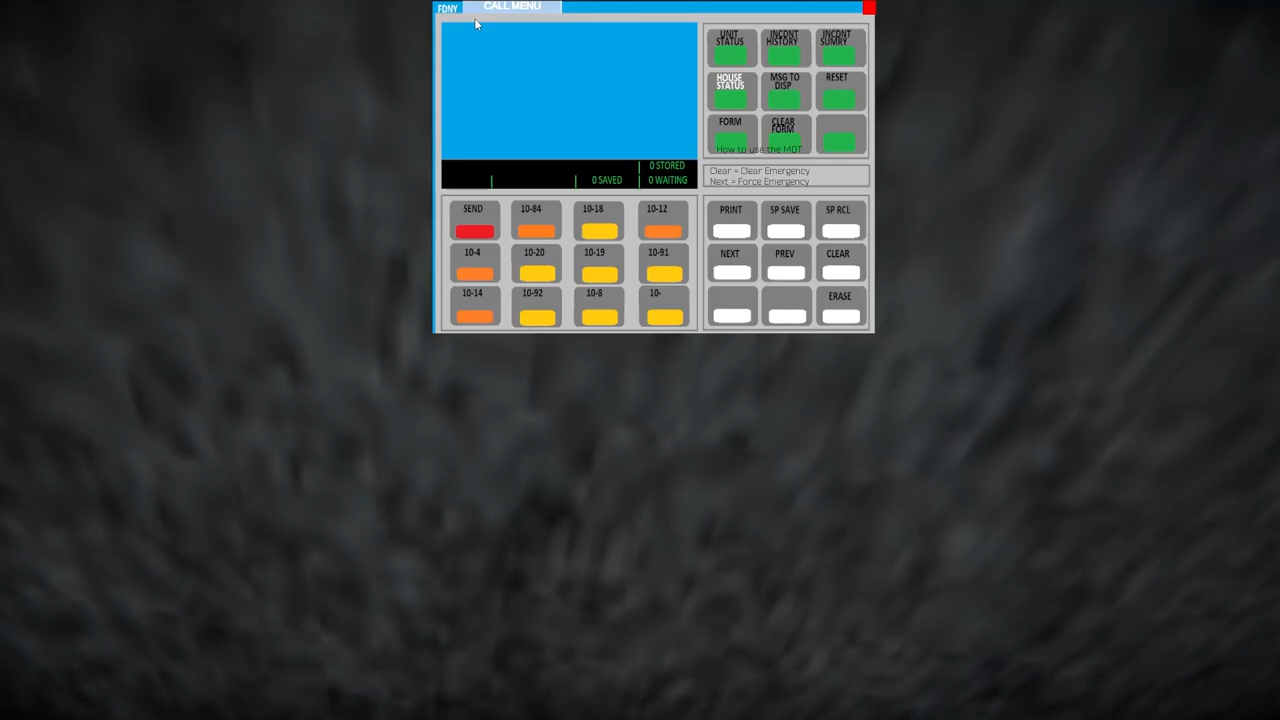 FDNY
CALL MENU
UNIT STATUS
INCDNT HISTORY
INCDNT SUMRY
HOUSE STATUS
MSG TO DISP
RESET
FORM
CLEAR FORM
How to use the MDT
Clear = Clear Emergency
Next = Force Emergency
0 STORED
0 SAVED
0 WAITING
SEND
10-84
10-18
10-12
10-4
10-20
10-19
10-91
10-14
10-92
10-8
10-
PRINT
SP SAVE
SP RCL
NEXT
PREV
CLEAR
ERASE